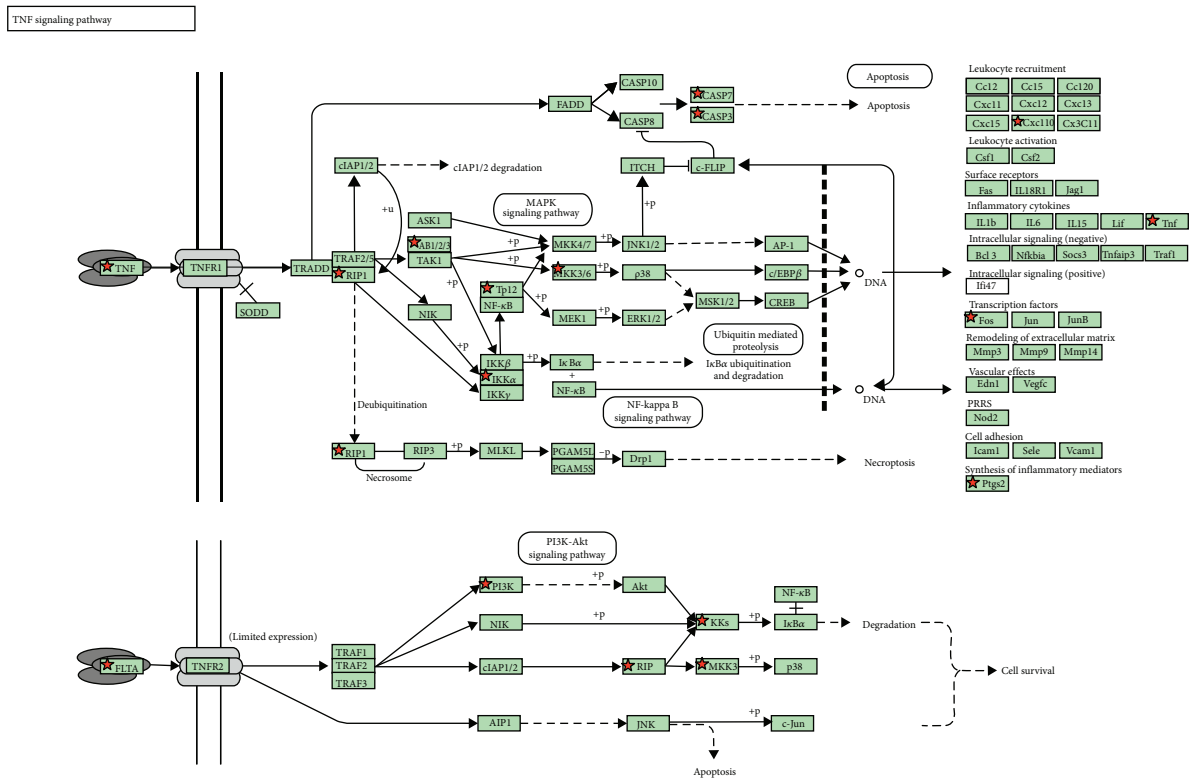 TNF signaling pathway
Leukocyte recruitment
CASP10
Apoptosis
Cc12
Cc15
Cc120
FADD
CASP7
Apoptosis
Cxc11
Cxc12
Cxc13
CASP8
CASP3
Cxc15
Cxc110
Cx3C11
Leukocyte activation
cIAP1/2
cIAP1/2 degradation
ITCH
c-FLIP
Csf1
Csf2
Surface receptors
Fas
IL18R1
Jag1
MAPK
signaling pathway
+u
+p
Inflammatory cytokines
ASK1
IL1b
IL6
IL15
Lif
Tnf
AB1/2/3
+p
MKK4/7
+p
JNK1/2
AP-1
Intracellular signaling (negative)
TNF
TNFR1
TRADD
TRAF2/5
TAK1
+p
Bcl 3
Nfkbia
Socs3
Tnfaip3
Traf1
RIP1
MKK3/6
+p
ρ38
c/EBPβ
DNA
Intracellular signaling (positive)
+p
Tp12
+p
Ifi47
SODD
NIK
NF-κB
MSK1/2
CREB
Transcription factors
MEK1
+p
ERK1/2
Fos
Jun
JunB
+p
Ubiquitin mediated
proteolysis
Remodeling of extracellular matrix
IKKβ
+p
IκBα
IκBα ubiquitination
and degradation
Mmp3
Mmp9
Mmp14
IKKα
+
Vascular effects
IKKγ
NF-κB
DNA
Edn1
Vegfc
Deubiquitination
NF-kappa B
signaling pathway
PRRS
Nod2
Cell adhesion
RIP1
RIP3
+p
MLKL
PGAM5L
–p
Drp1
Necroptosis
Icam1
Sele
Vcam1
PGAM5S
Necrosome
Synthesis of inflammatory mediators
Ptgs2
PI3K-Akt
signaling pathway
PI3K
+p
Akt
NF-κB
(Limited expression)
NIK
+p
KKs
+p
IκBα
Degradation
TRAF1
FLTA
TNFR2
TRAF2
cIAP1/2
RIP
MKK3
+p
p38
Cell survival
TRAF3
AIP1
JNK
+p
c-Jun
Apoptosis